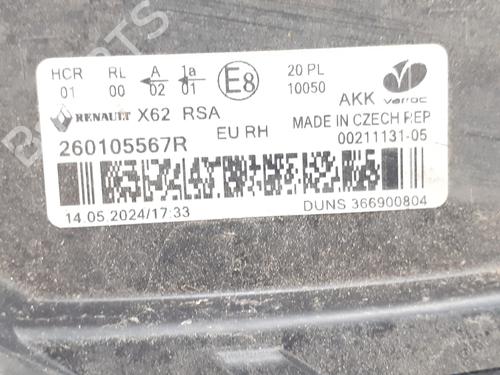 HCR RL A 1a E8 20 PL
01 00 02 01 10050
AKK varoc
RENAULT X62 RSA
EU RH MADE IN CZECH REP
260105567R 00211131-05
14.05.2024/17:33 DUNS 366900804